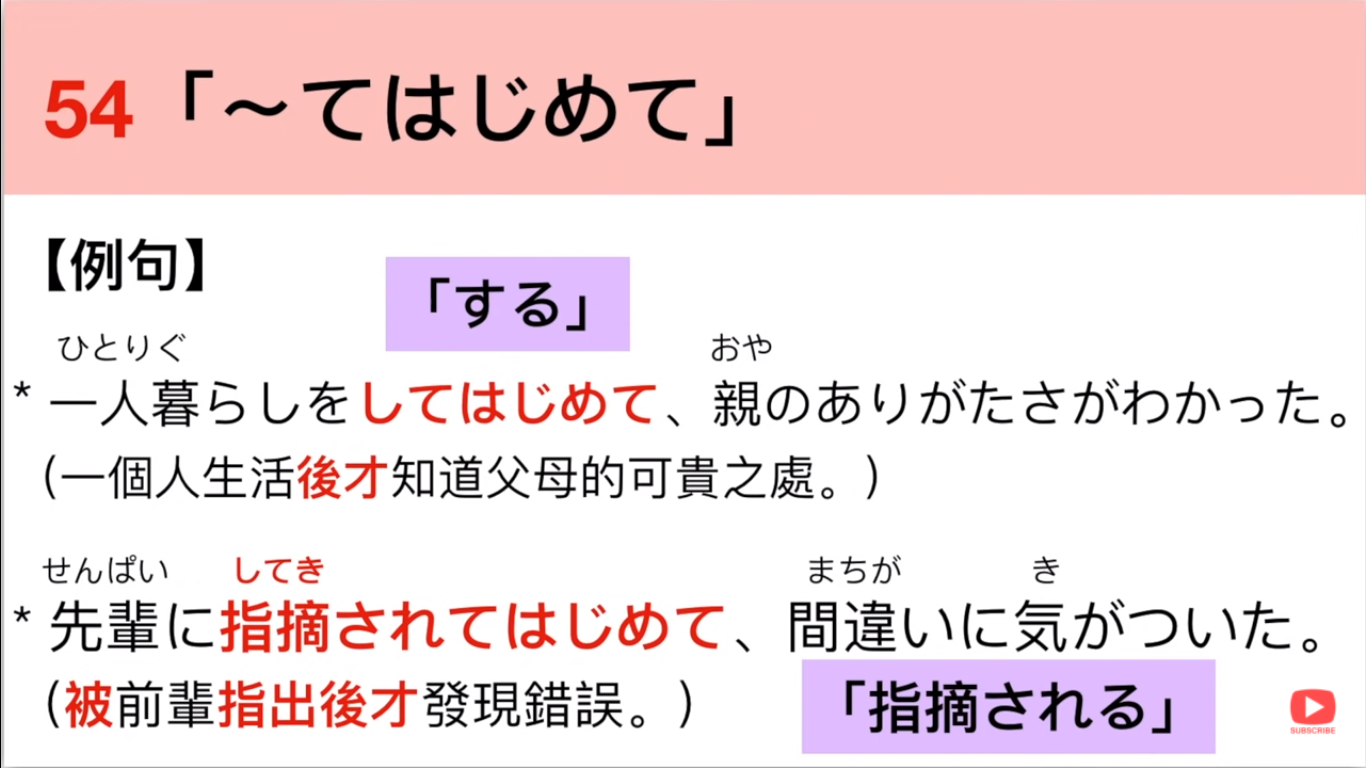 54「～てはじめて」
【例句】
「する」
ひとりぐ おや
* 一人暮らしをしてはじめて、親のありがたさがわかった。
（一個人生活後才知道父母的可貴之處。）
せんぱい してき まちが き
* 先輩に指摘されてはじめて、間違いに気がついた。
（被前輩指出後才發現錯誤。）
「指摘される」
SUBSCRIBE